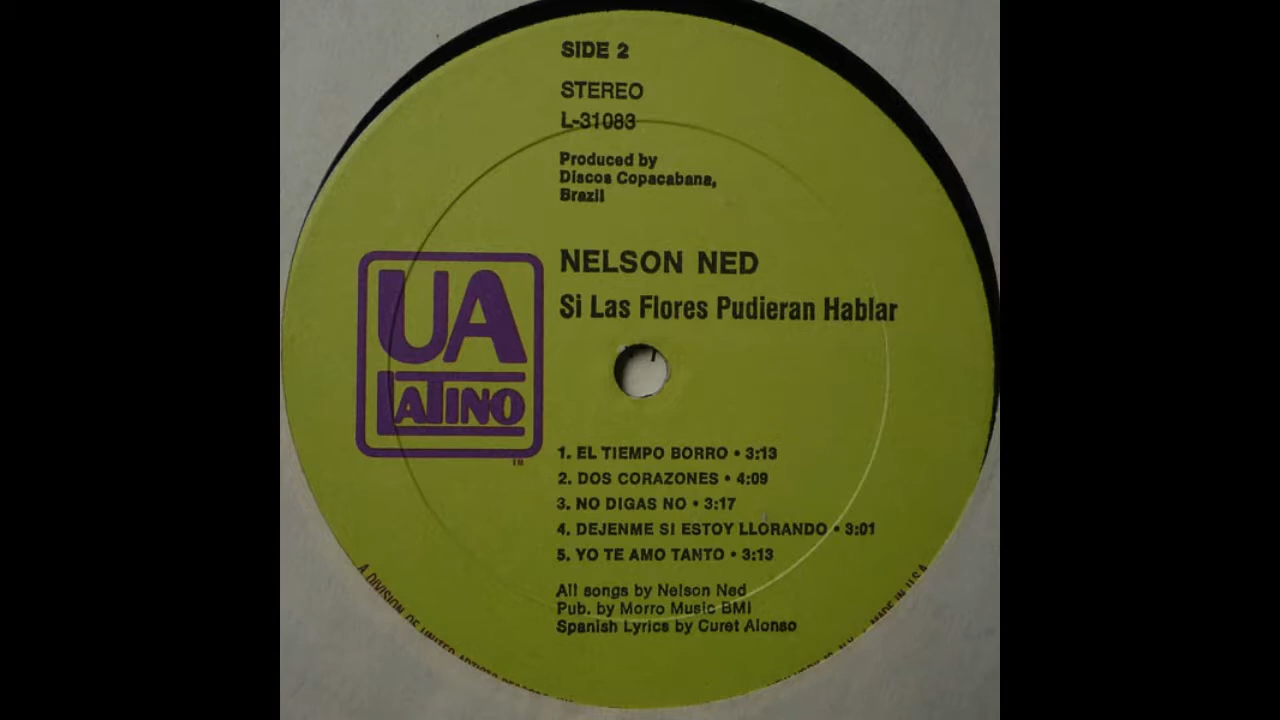 SIDE 2
STEREO
L-31083
Produced by
Discos Copacabana,
Brazil
NELSON NED
Si Las Flores Pudieran Hablar
UA
LATINO
TM
1. EL TIEMPO BORRO • 3:13
2. DOS CORAZONES • 4:09
3. NO DIGAS NO • 3:17
4. DEJENME SI ESTOY LLORANDO • 3:01
5. YO TE AMO TANTO • 3:13
All songs by Nelson Ned
Pub. by Morro Music BMI
Spanish Lyrics by Curet Alonso
A DIVISION OF UNITED ARTISTS
MADE IN U.S.A.